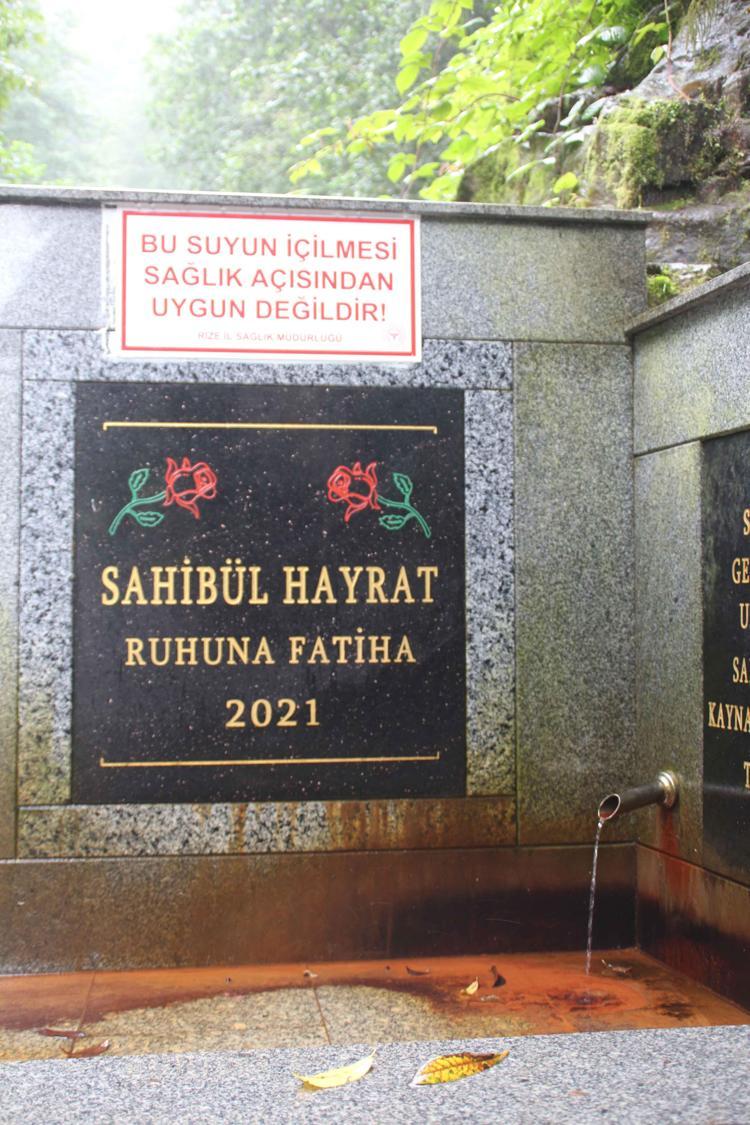 BU SUYUN İÇİLMESİ
SAĞLIK AÇISINDAN
UYGUN DEĞİLDİR!
RİZE İL SAĞLIK MÜDÜRLÜĞÜ
SAHİBÜL HAYRAT
RUHUNA FATİHA
2021